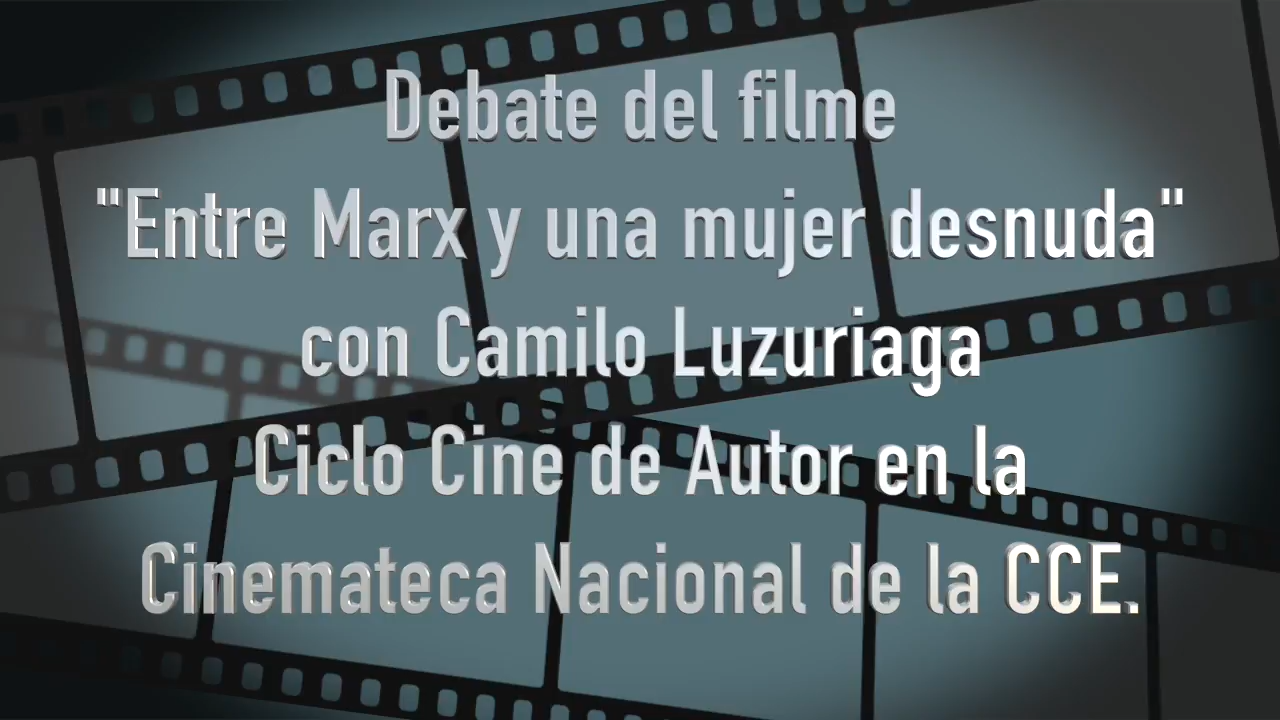 Debate del filme
"Entre Marx y una mujer desnuda"
con Camilo Luzuriaga
Ciclo Cine de Autor en la
Cinemateca Nacional de la CCE.